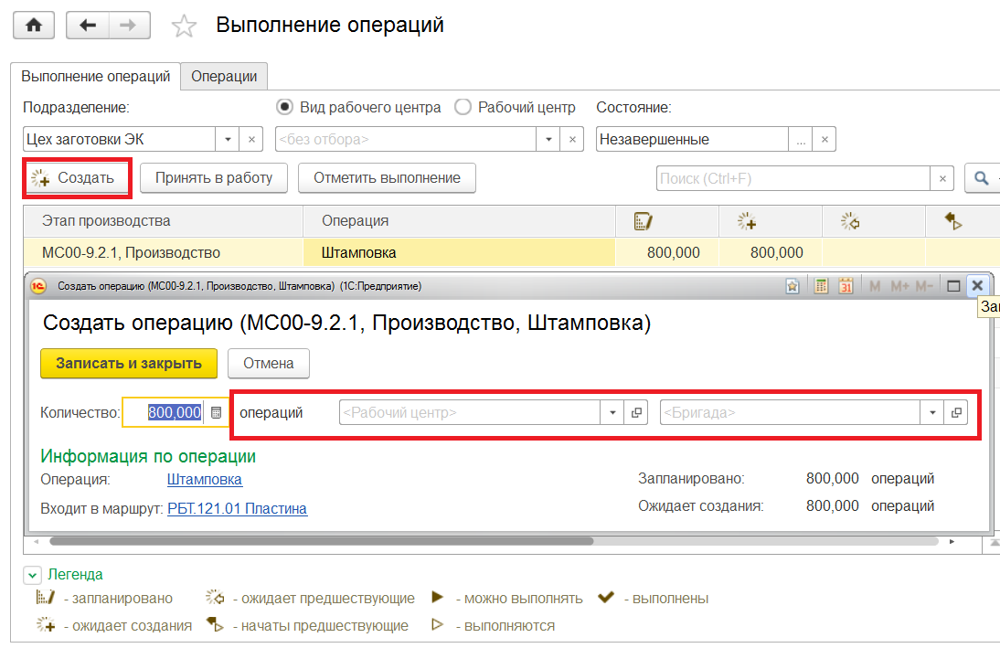 Выполнение операций
Выполнение операций Операции
Подразделение: Вид рабочего центра Рабочий центр Состояние:
Цех заготовки ЭК <без отбора> Незавершенные ...
Создать Принять в работу Отметить выполнение Поиск (Ctrl+F)
Этап производства Операция
МС00-9.2.1, Производство Штамповка 800,000 800,000
Создать операцию (МС00-9.2.1, Производство, Штамповка) (1С:Предприятие) 31 M M+ M-
За
Создать операцию (МС00-9.2.1, Производство, Штамповка)
Записать и закрыть Отмена
Количество: 800,000 операций <Рабочий центр> <Бригада>
Информация по операции
Операция: Штамповка Запланировано: 800,000 операций
Входит в маршрут: РБТ.121.01 Пластина Ожидает создания: 800,000 операций
Легенда
- запланировано - ожидает предшествующие - можно выполнять - выполнены
- ожидает создания - начаты предшествующие - выполняются